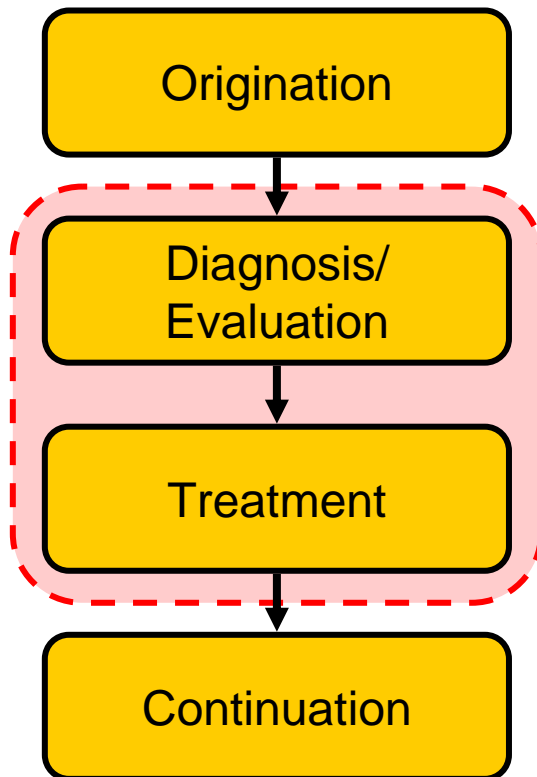 Origination
Diagnosis/
Evaluation
Treatment
Continuation